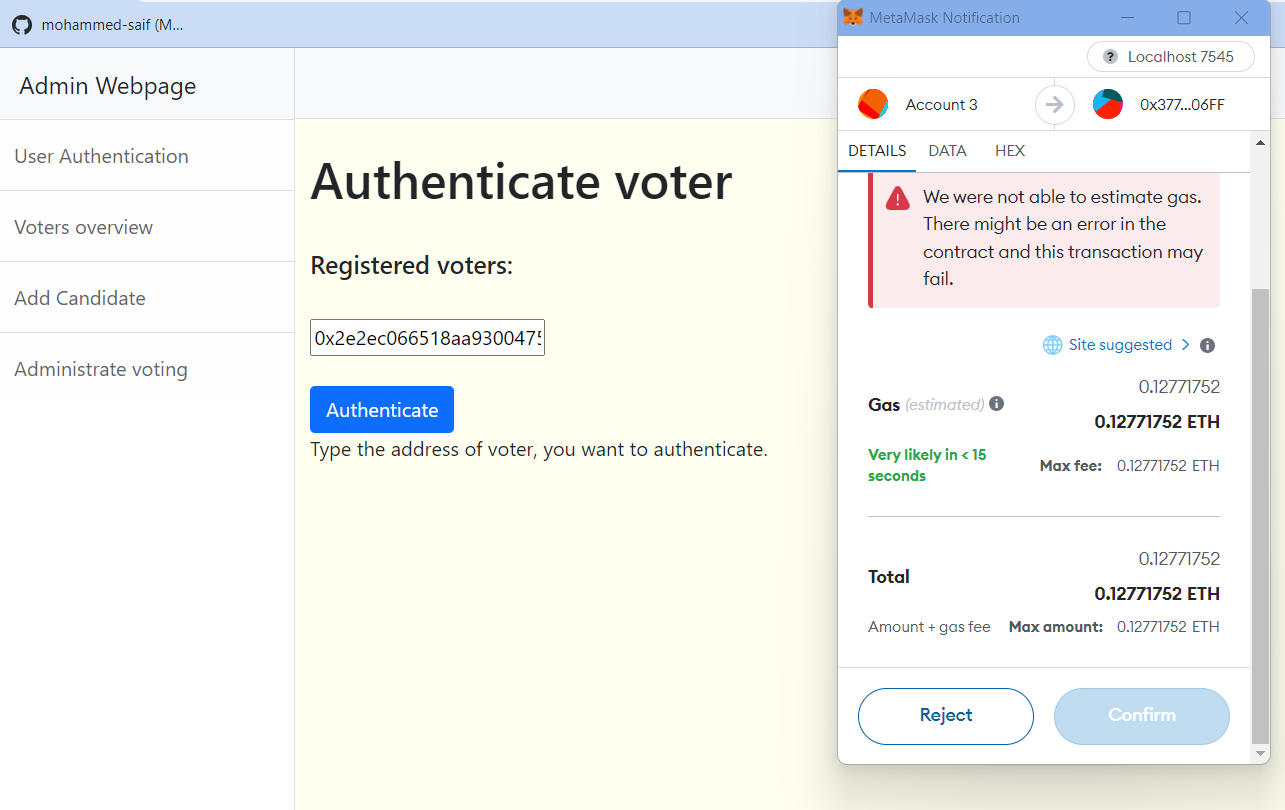 mohammed-saif (M...
Admin Webpage
User Authentication
Voters overview
Add Candidate
Administrate voting
Authenticate voter
Registered voters:
0x2e2ec066518aa930047
Authenticate
Type the address of voter, you want to authenticate.
MetaMask Notification
? Localhost 7545
Account 3
0x377...06FF
DETAILS DATA HEX
We were not able to estimate gas.
There might be an error in the
contract and this transaction may
fail.
Site suggested >
0.12771752
Gas (estimated)
0.12771752 ETH
Very likely in < 15
seconds
Max fee: 0.12771752 ETH
0.12771752
Total
0.12771752 ETH
Amount + gas fee Max amount: 0.12771752 ETH
Reject
Confirm